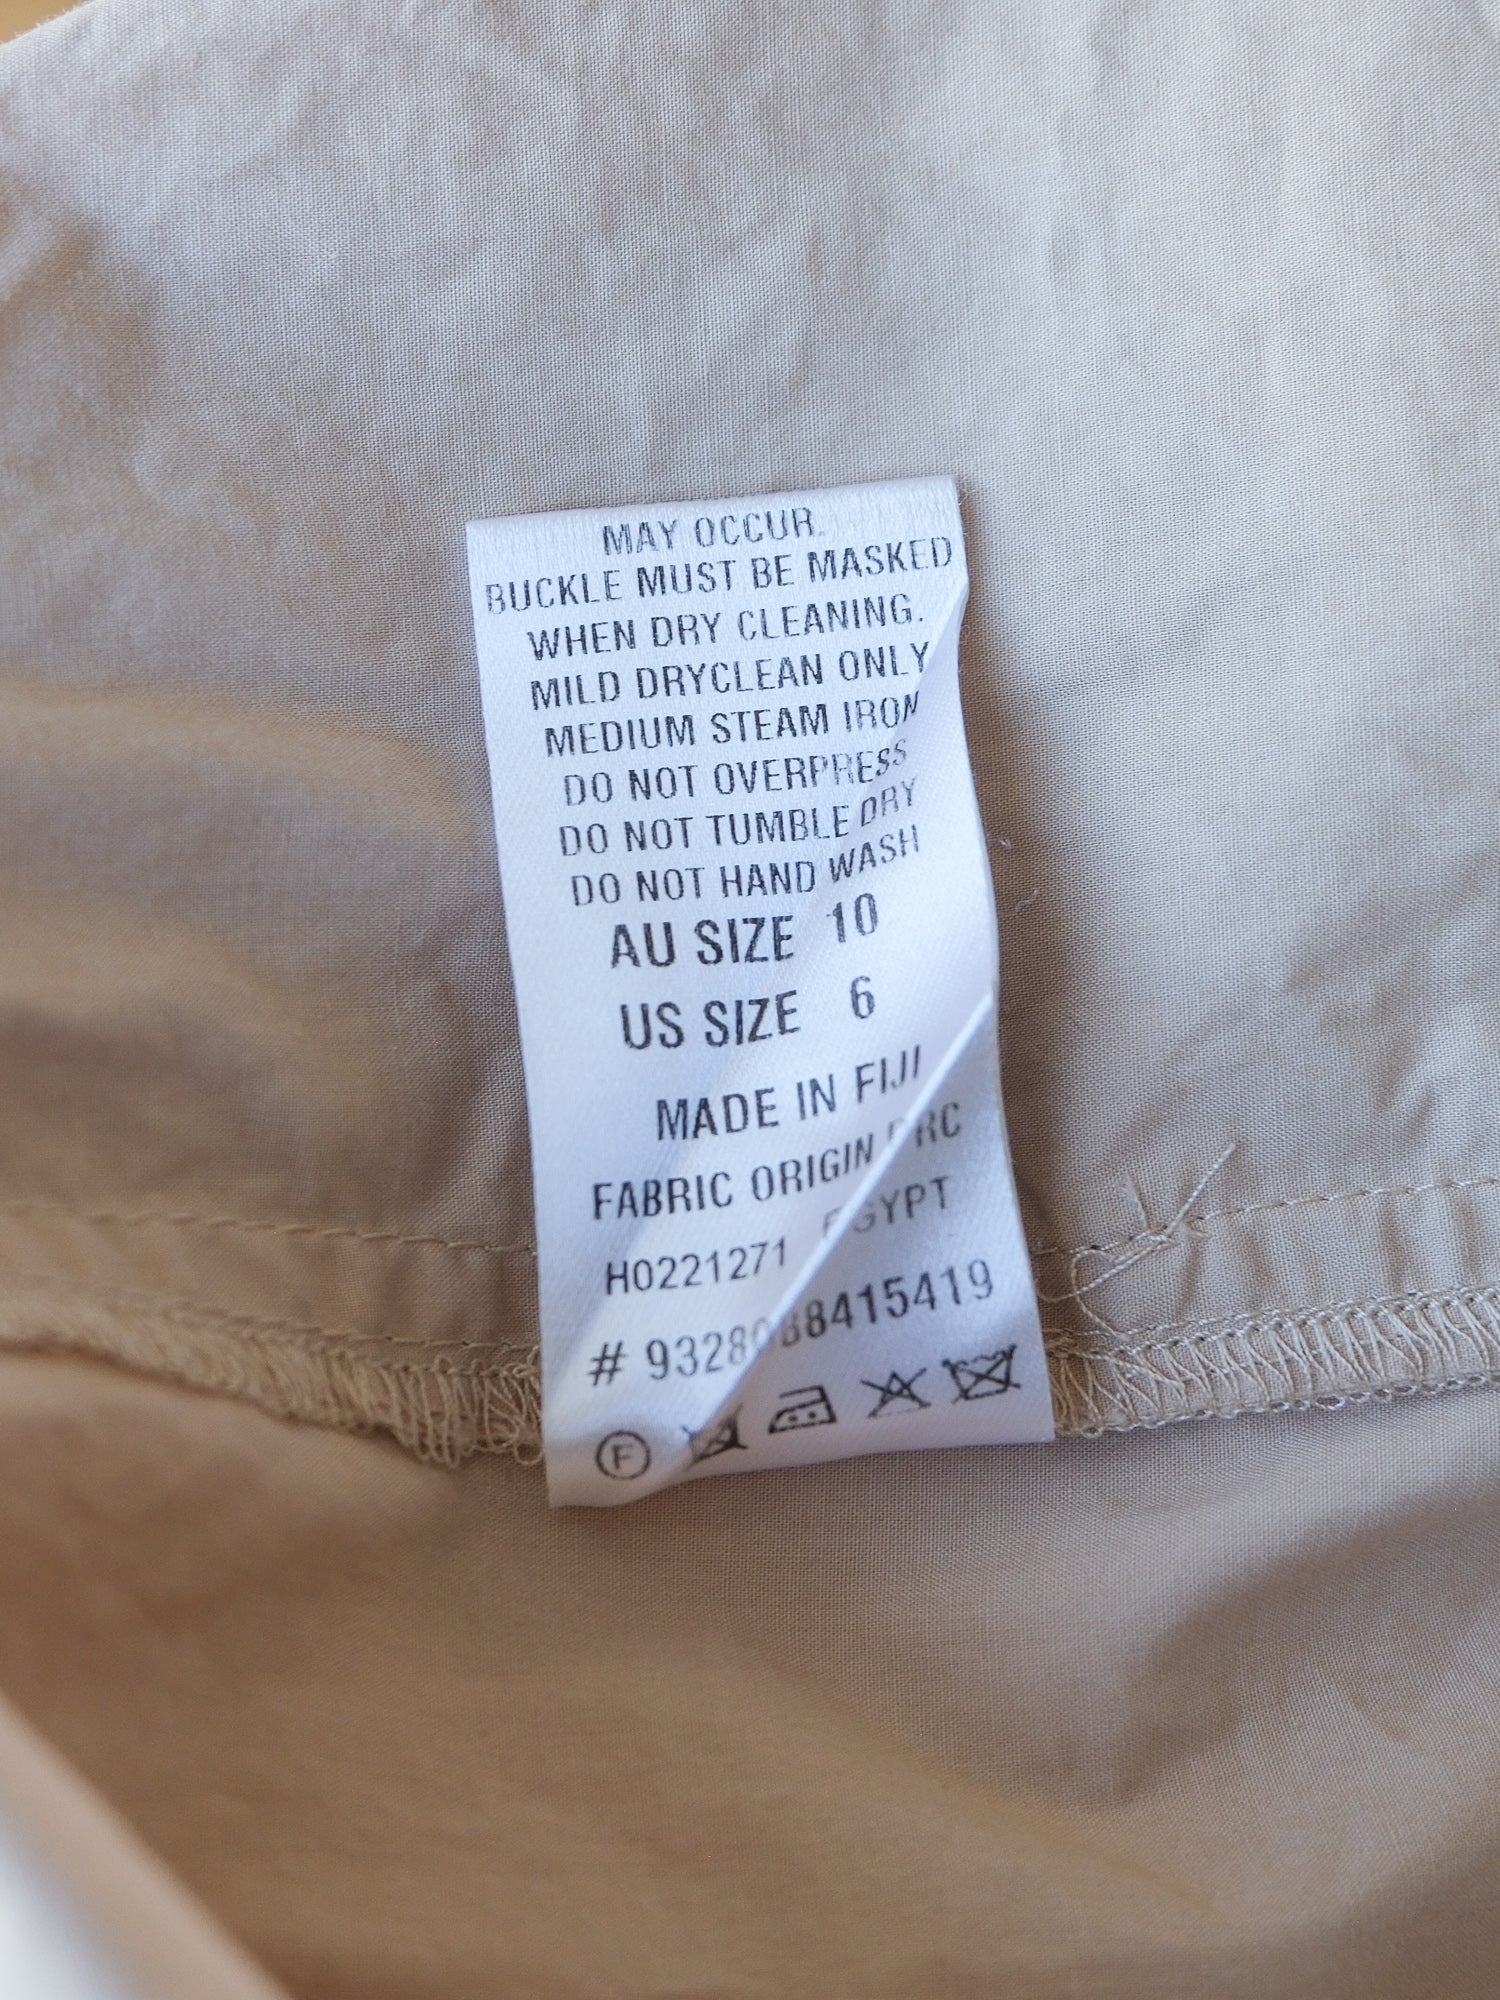 MAY OCCUR.
BUCKLE MUST BE MASKED
WHEN DRY CLEANING.
MILD DRYCLEAN ONLY
MEDIUM STEAM IRON
DO NOT OVERPRESS
DO NOT TUMBLE DRY
DO NOT HAND WASH
AU SIZE 10
US SIZE 6
MADE IN FIJI
FABRIC ORIGIN PRC
H0221271 EGYPT
#
F